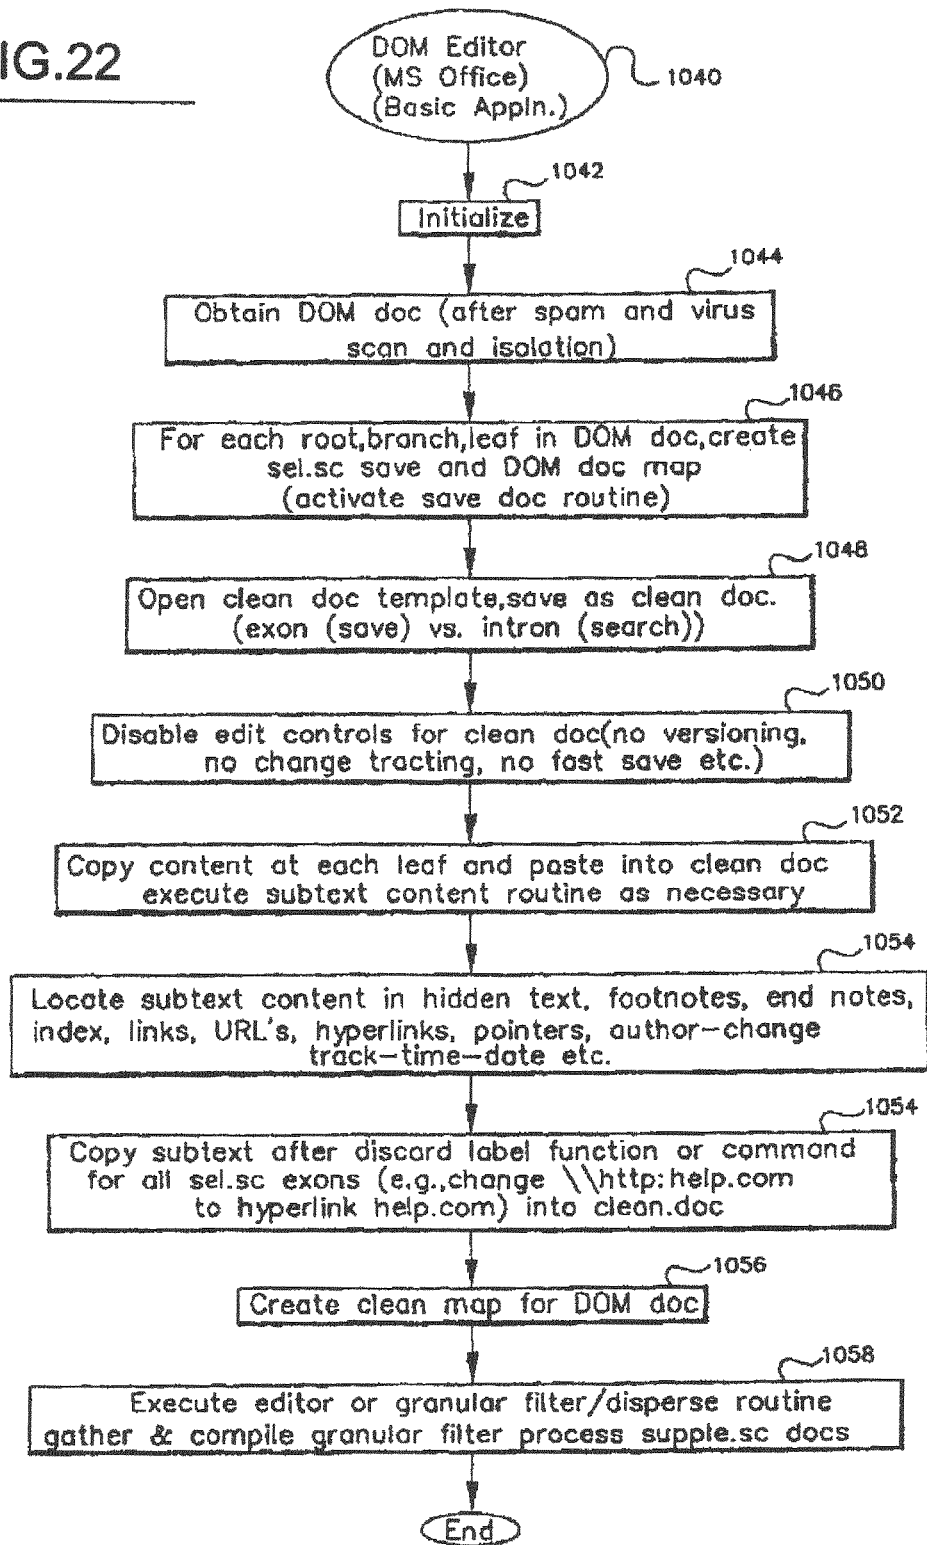 IG.22
DOM Editor
(MS Office)
(Basic Appln.)
1040
1042
Initialize
1044
Obtain DOM doc (after spam and virus
scan and isolation)
1046
For each root,branch,leaf in DOM doc,create
sel.sc save and DOM doc map
(activate save doc routine)
1048
Open clean doc template,save as clean doc.
(exon (save) vs. intron (search))
1050
Disable edit controls for clean doc(no versioning,
no change tracting, no fast save etc.)
1052
Copy content at each leaf and paste into clean doc
execute subtext content routine as necessary
1054
Locate subtext content in hidden text, footnotes, end notes,
index, links, URL's, hyperlinks, pointers, author-change
track-time-date etc.
1054
Copy subtext after discard label function or command
for all sel.sc exons (e.g.,change \\http:help.com
to hyperlink help.com) into clean.doc
1056
Create clean map for DOM doc
1058
Execute editor or granular filter/disperse routine
gather & compile granular filter process supple.sc docs
End